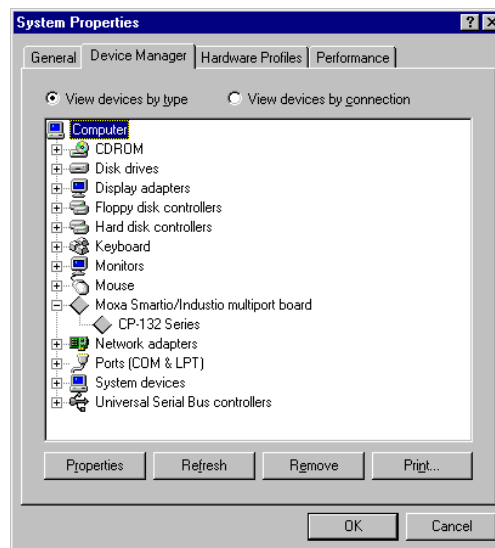 System Properties
General Device Manager Hardware Profiles Performance
View devices by type View devices by connection
Computer
CDROM
Disk drives
Display adapters
Floppy disk controllers
Hard disk controllers
Keyboard
Monitors
Mouse
Moxa Smartio/Industio multiport board
CP-132 Series
Network adapters
Ports (COM & LPT)
System devices
Universal Serial Bus controllers
Properties Refresh Remove Print...
OK Cancel